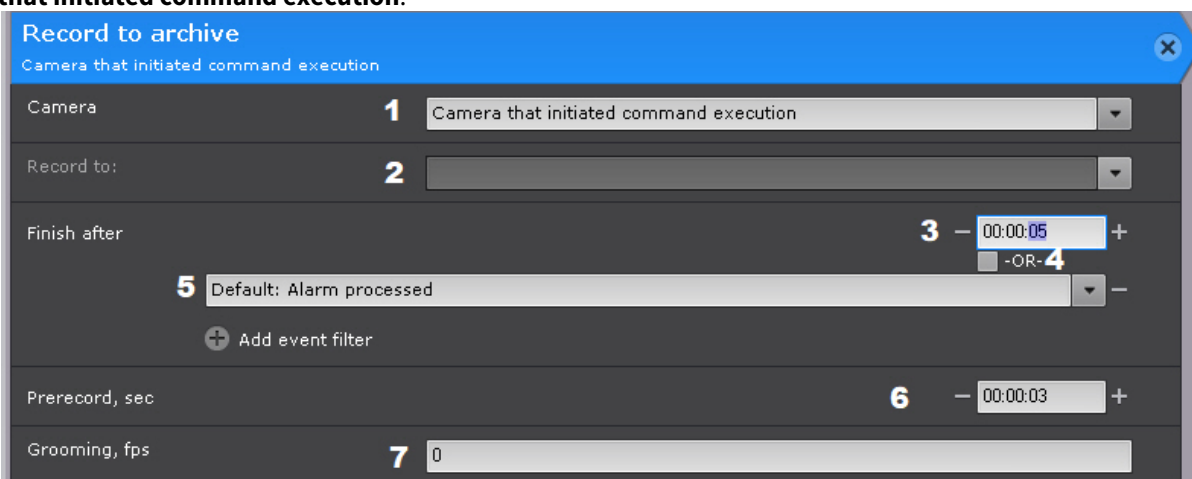 that initiated command execution.
Record to archive
Camera that initiated command execution
Camera 1 Camera that initiated command execution
Record to: 2
Finish after 3 − 00:00:05 +
-OR- 4
5 Default: Alarm processed −
Add event filter
Prerecord, sec 6 − 00:00:03 +
Grooming, fps 7 0